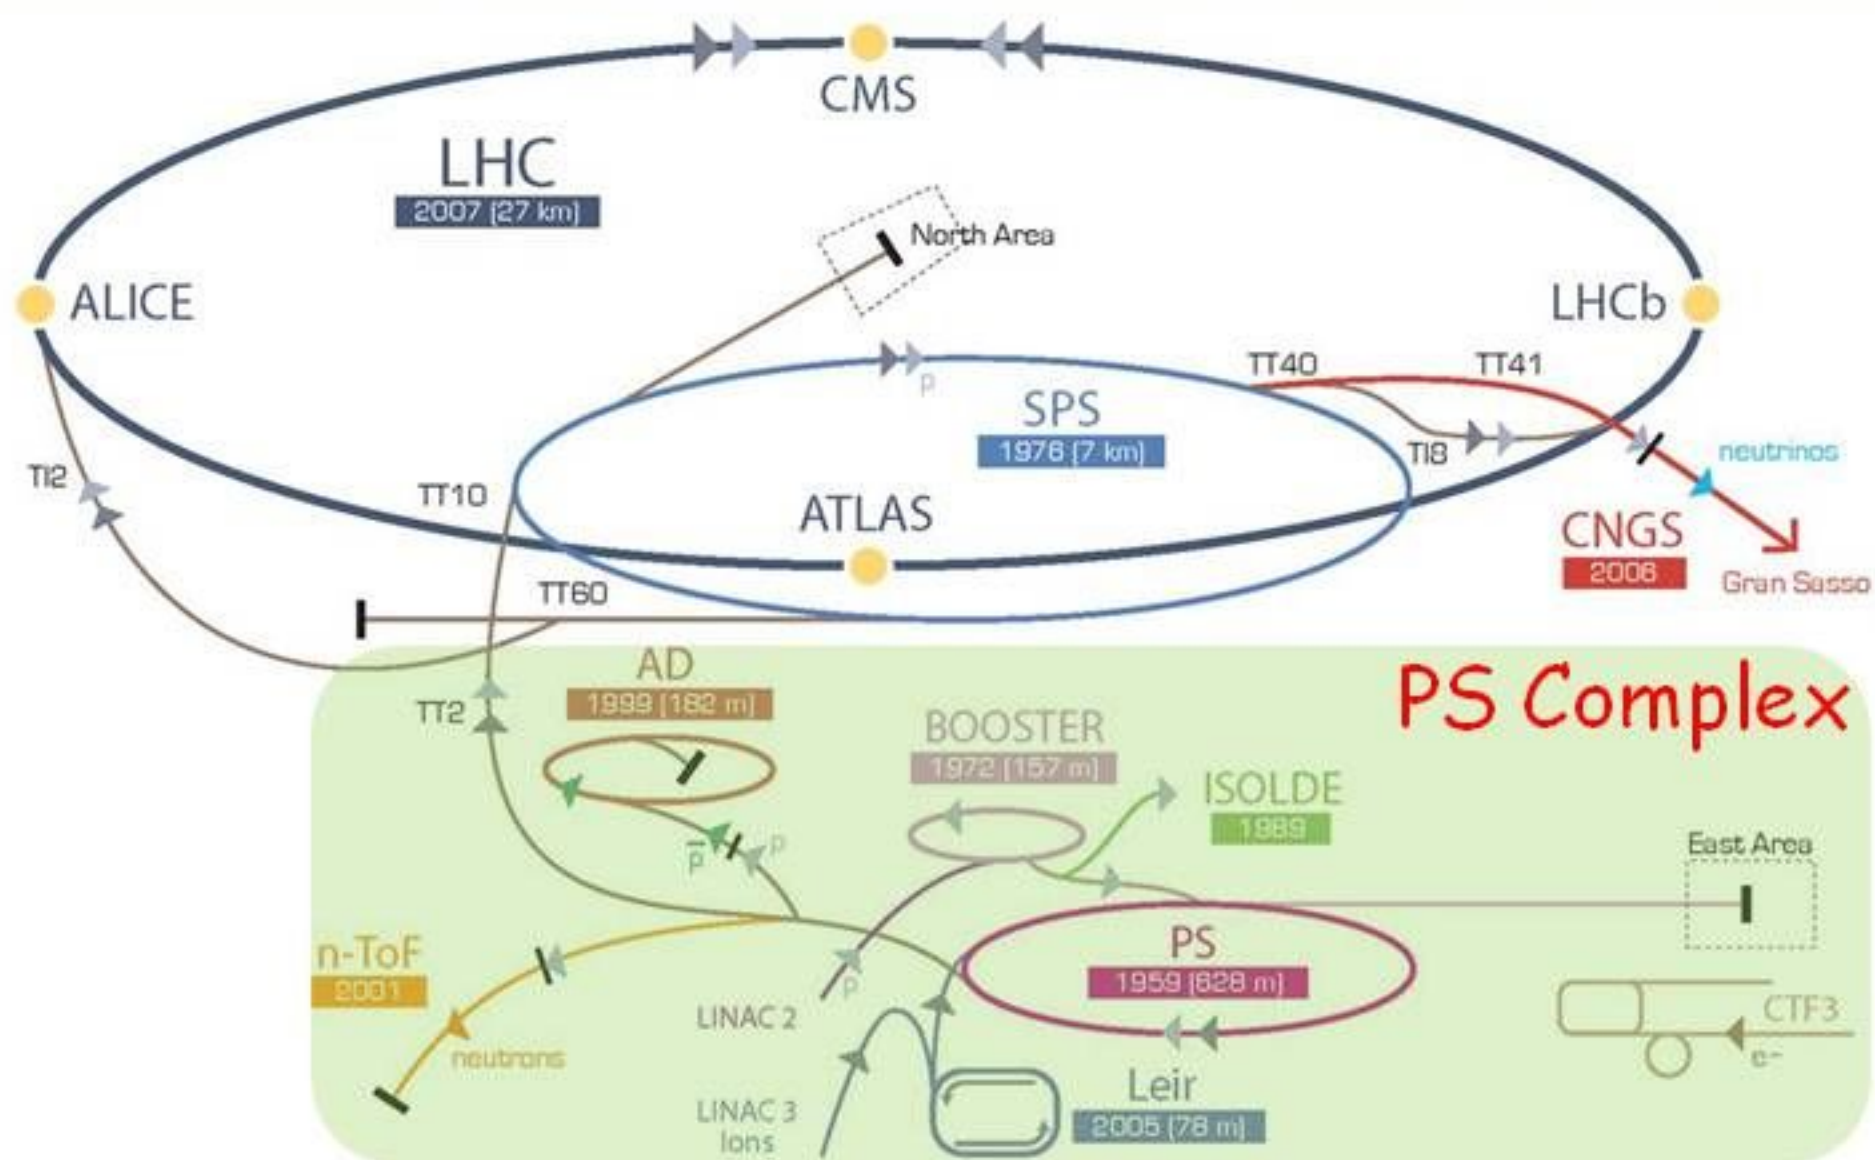 CMS
LHC
2007 (27 km)
North Area
ALICE
LHCb
TT40
TT41
p
SPS
1976 (7 km)
TI8
neutrinos
TI2
TT10
ATLAS
CNGS
2006
Gran Sasso
TT60
AD
1999 (182 m)
PS Complex
TT2
BOOSTER
1972 (157 m)
ISOLDE
1989
East Area
p
p̅
n-ToF
2001
PS
1959 (628 m)
p
LINAC 2
CTF3
e-
neutrons
Leir
2005 (78 m)
LINAC 3
Ions